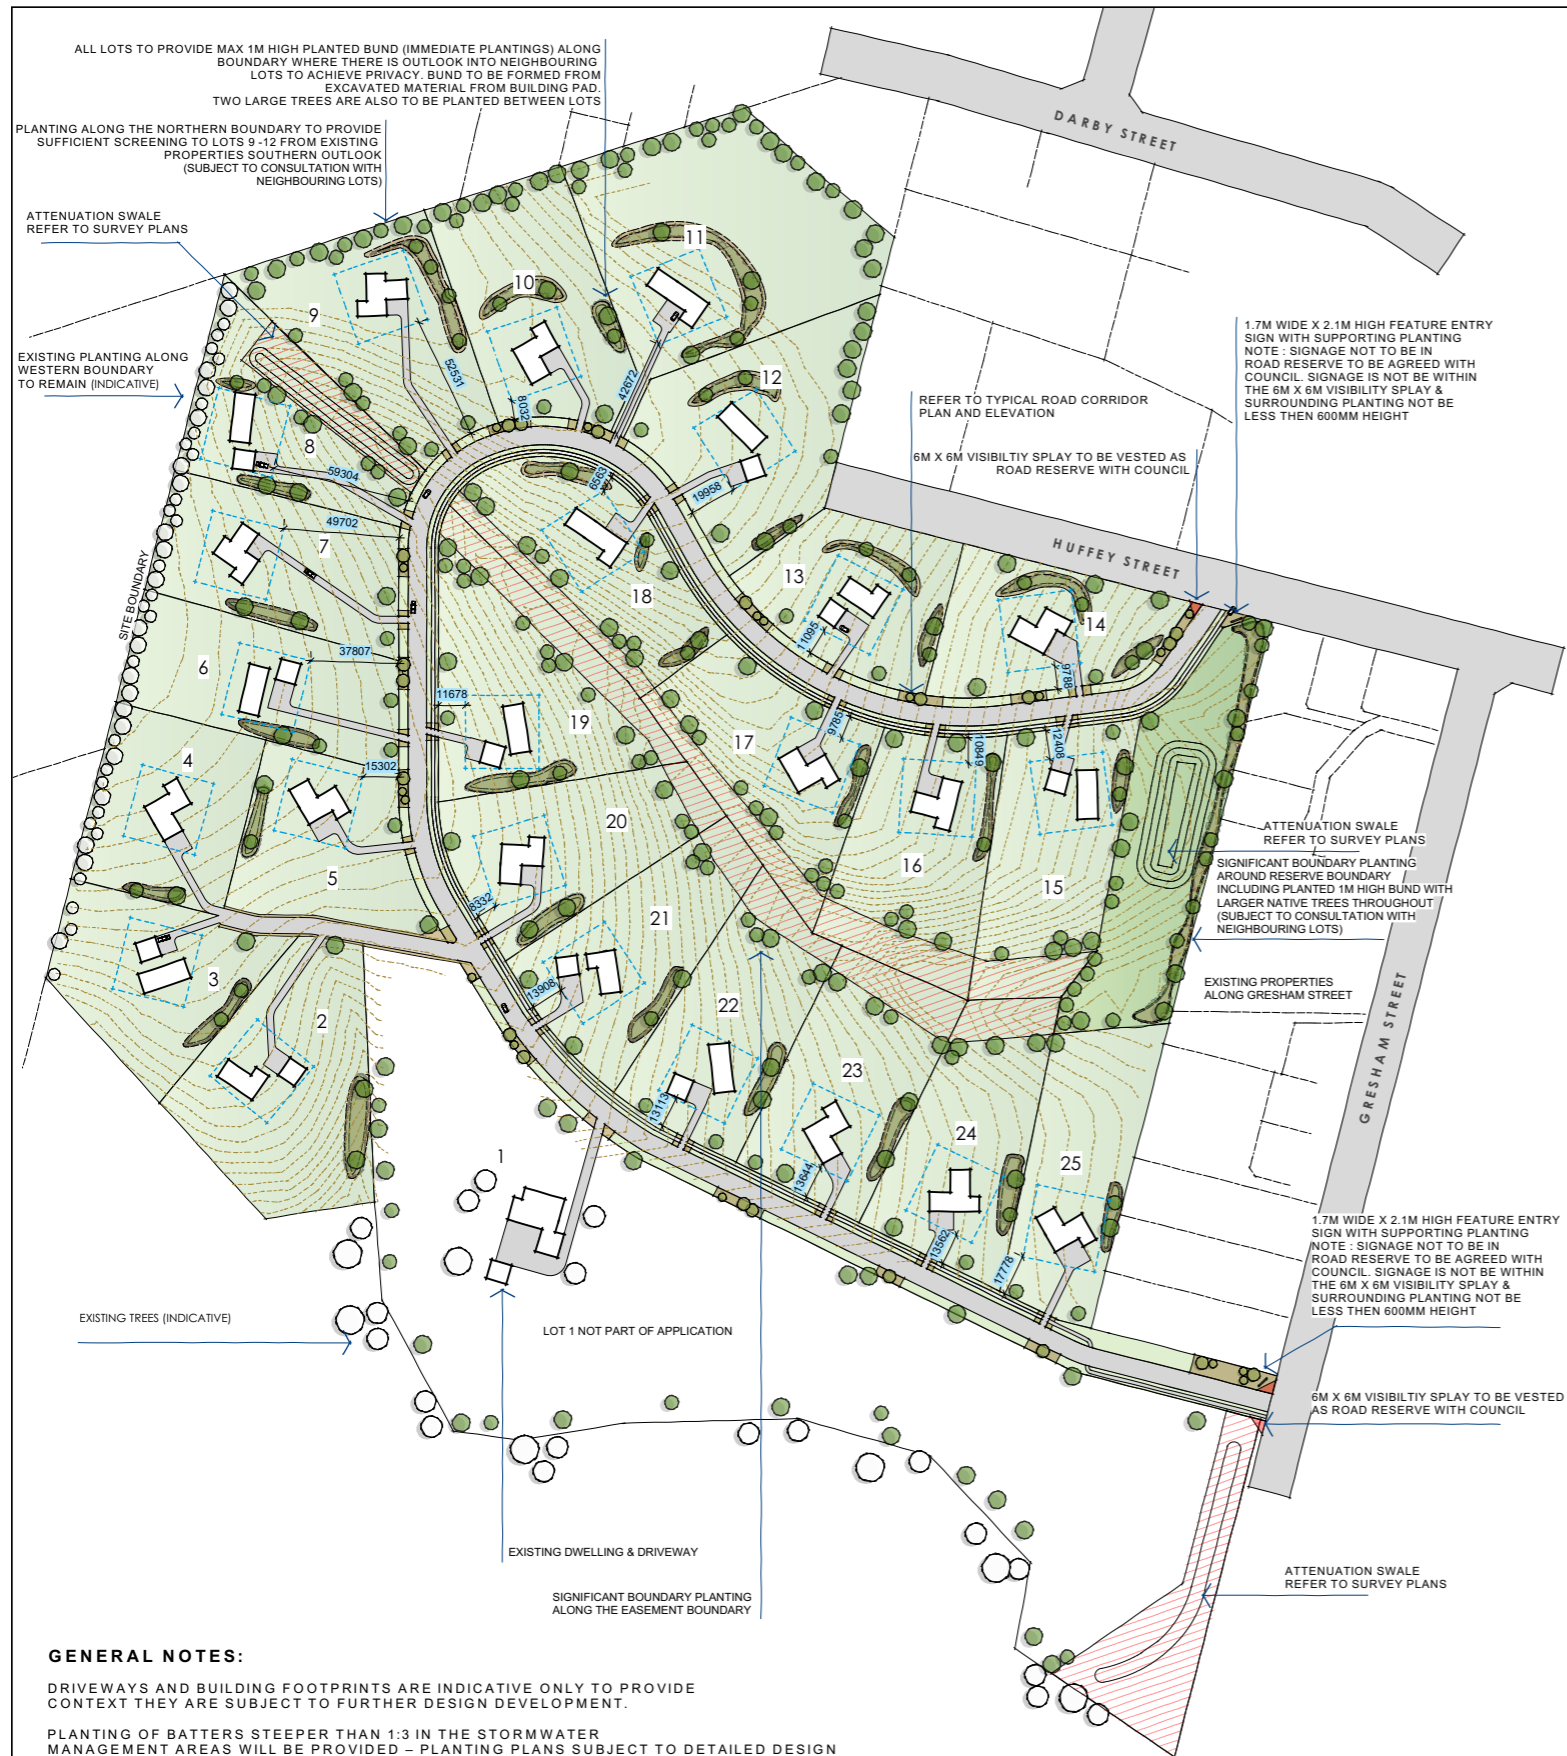 ALL LOTS TO PROVIDE MAX 1M HIGH PLANTED BUND (IMMEDIATE PLANTINGS) ALONG
BOUNDARY WHERE THERE IS OUTLOOK INTO NEIGHBOURING
LOTS TO ACHIEVE PRIVACY. BUND TO BE FORMED FROM
EXCAVATED MATERIAL FROM BUILDING PAD.
TWO LARGE TREES ARE ALSO TO BE PLANTED BETWEEN LOTS
PLANTING ALONG THE NORTHERN BOUNDARY TO PROVIDE
SUFFICIENT SCREENING TO LOTS 9 -12 FROM EXISTING
PROPERTIES SOUTHERN OUTLOOK
(SUBJECT TO CONSULTATION WITH
NEIGHBOURING LOTS)
ATTENUATION SWALE
REFER TO SURVEY PLANS
EXISTING PLANTING ALONG
WESTERN BOUNDARY
TO REMAIN (INDICATIVE)
SITE BOUNDARY
DARBY STREET
1.7M WIDE X 2.1M HIGH FEATURE ENTRY
SIGN WITH SUPPORTING PLANTING
NOTE : SIGNAGE NOT TO BE IN
ROAD RESERVE TO BE AGREED WITH
COUNCIL. SIGNAGE IS NOT BE WITHIN
THE 6M X 6M VISIBILITY SPLAY &
SURROUNDING PLANTING NOT BE
LESS THEN 600MM HEIGHT
REFER TO TYPICAL ROAD CORRIDOR
PLAN AND ELEVATION
6M X 6M VISIBILTIY SPLAY TO BE VESTED AS
ROAD RESERVE WITH COUNCIL
HUFFEY STREET
11
10
9
12
8
7
13
18
14
6
19
17
4
20
16
5
15
21
3
2
22
23
24
25
1
52531
8032
42672
59304
6563
19958
49702
11095
37807
9788
11678
9785
10849
12408
15302
8332
13908
13113
13644
13562
17778
ATTENUATION SWALE
REFER TO SURVEY PLANS
SIGNIFICANT BOUNDARY PLANTING
AROUND RESERVE BOUNDARY
INCLUDING PLANTED 1M HIGH BUND WITH
LARGER NATIVE TREES THROUGHOUT
(SUBJECT TO CONSULTATION WITH
NEIGHBOURING LOTS)
EXISTING PROPERTIES
ALONG GRESHAM STREET
GRESHAM STREET
1.7M WIDE X 2.1M HIGH FEATURE ENTRY
SIGN WITH SUPPORTING PLANTING
NOTE : SIGNAGE NOT TO BE IN
ROAD RESERVE TO BE AGREED WITH
COUNCIL. SIGNAGE IS NOT BE WITHIN
THE 6M X 6M VISIBILITY SPLAY &
SURROUNDING PLANTING NOT BE
LESS THEN 600MM HEIGHT
6M X 6M VISIBILTIY SPLAY TO BE VESTED
AS ROAD RESERVE WITH COUNCIL
EXISTING TREES (INDICATIVE)
LOT 1 NOT PART OF APPLICATION
EXISTING DWELLING & DRIVEWAY
SIGNIFICANT BOUNDARY PLANTING
ALONG THE EASEMENT BOUNDARY
ATTENUATION SWALE
REFER TO SURVEY PLANS
GENERAL NOTES:
DRIVEWAYS AND BUILDING FOOTPRINTS ARE INDICATIVE ONLY TO PROVIDE
CONTEXT THEY ARE SUBJECT TO FURTHER DESIGN DEVELOPMENT.
PLANTING OF BATTERS STEEPER THAN 1:3 IN THE STORMWATER
MANAGEMENT AREAS WILL BE PROVIDED – PLANTING PLANS SUBJECT TO DETAILED DESIGN